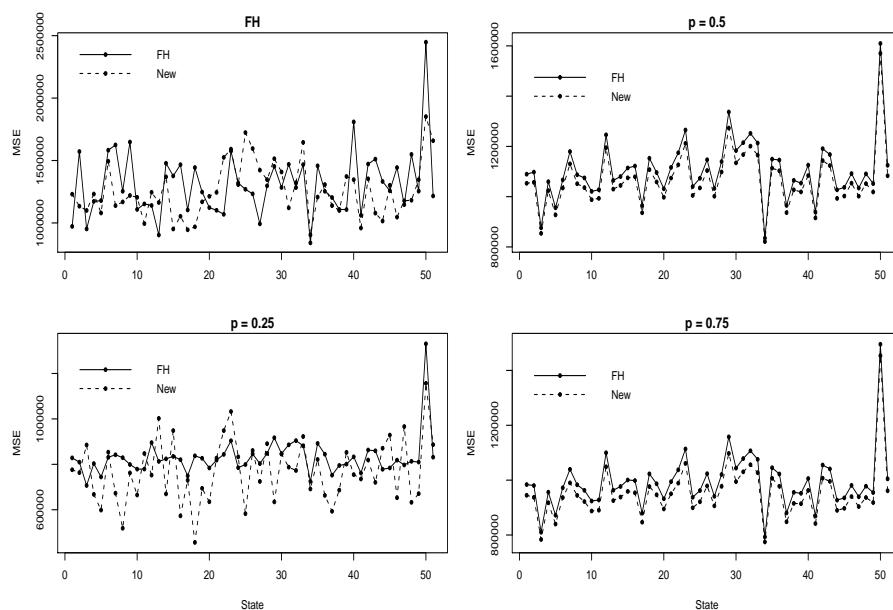 FH
MSE
1000000 1500000 2000000 2500000
FH
New
0 10 20 30 40 50
p = 0.5
MSE
800000 1200000 1600000
FH
New
0 10 20 30 40 50
p = 0.25
MSE
600000 1000000
FH
New
0 10 20 30 40 50
State
p = 0.75
MSE
800000 1200000
FH
New
0 10 20 30 40 50
State